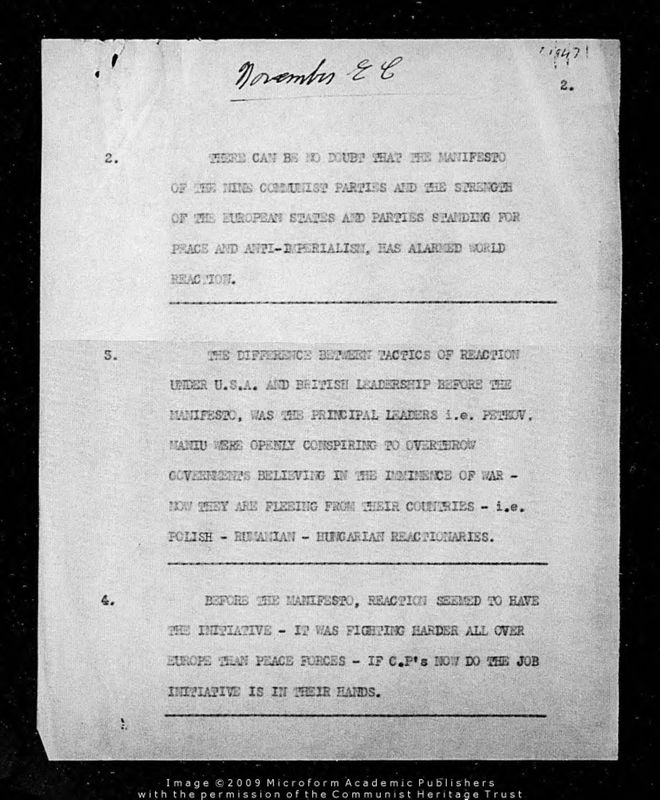 November E C
1947
2.
2. THERE CAN BE NO DOUBT THAT THE MANIFESTO
OF THE NINE COMMUNIST PARTIES AND THE STRENGTH
OF THE EUROPEAN STATES AND PARTIES STANDING FOR
PEACE AND ANTI-IMPERIALISM, HAS ALARMED WORLD
REACTION.
3. THE DIFFERENCE BETWEEN TACTICS OF REACTION
UNDER U.S.A. AND BRITISH LEADERSHIP BEFORE THE
MANIFESTO, WAS THE PRINCIPAL LEADERS i.e. PETKOV,
MANIU WERE OPENLY CONSPIRING TO OVERTHROW
GOVERNMENTS BELIEVING IN THE IMMINENCE OF WAR -
NOW THEY ARE FLEEING FROM THEIR COUNTRIES - i.e.
POLISH - RUMANIAN - HUNGARIAN REACTIONARIES.
4. BEFORE THE MANIFESTO, REACTION SEEMED TO HAVE
THE INITIATIVE - IT WAS FIGHTING HARDER ALL OVER
EUROPE THAN PEACE FORCES - IF C.P's NOW DO THE JOB
INITIATIVE IS IN THEIR HANDS.
Image ©2009 Microform Academic Publishers
with the permission of the Communist Heritage Trust